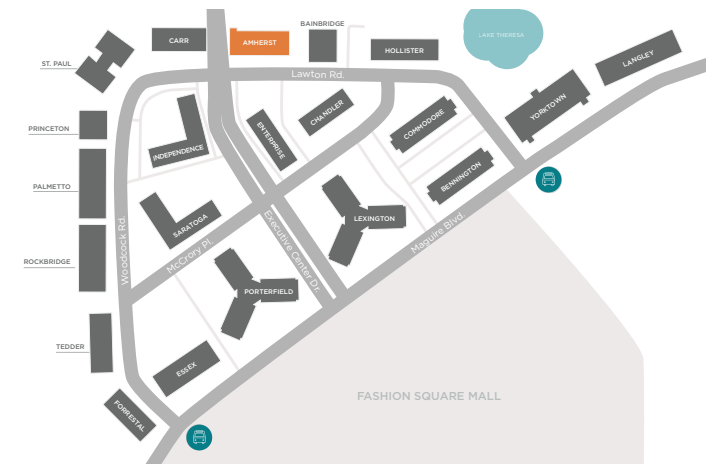 BAINBRIDGE
CARR
AMHERST
HOLLISTER
LAKE THERESA
LANGLEY
ST. PAUL
Lawton Rd.
YORKTOWN
CHANDLER
COMMODORE
PRINCETON
ENTERPRISE
INDEPENDENCE
BENNINGTON
PALMETTO
LEXINGTON
SARATOGA
Maguire Blvd.
Woodcock Rd.
McCrory Pl.
Executive Center Dr.
ROCKBRIDGE
PORTERFIELD
TEDDER
ESSEX
FASHION SQUARE MALL
FORRESTAL